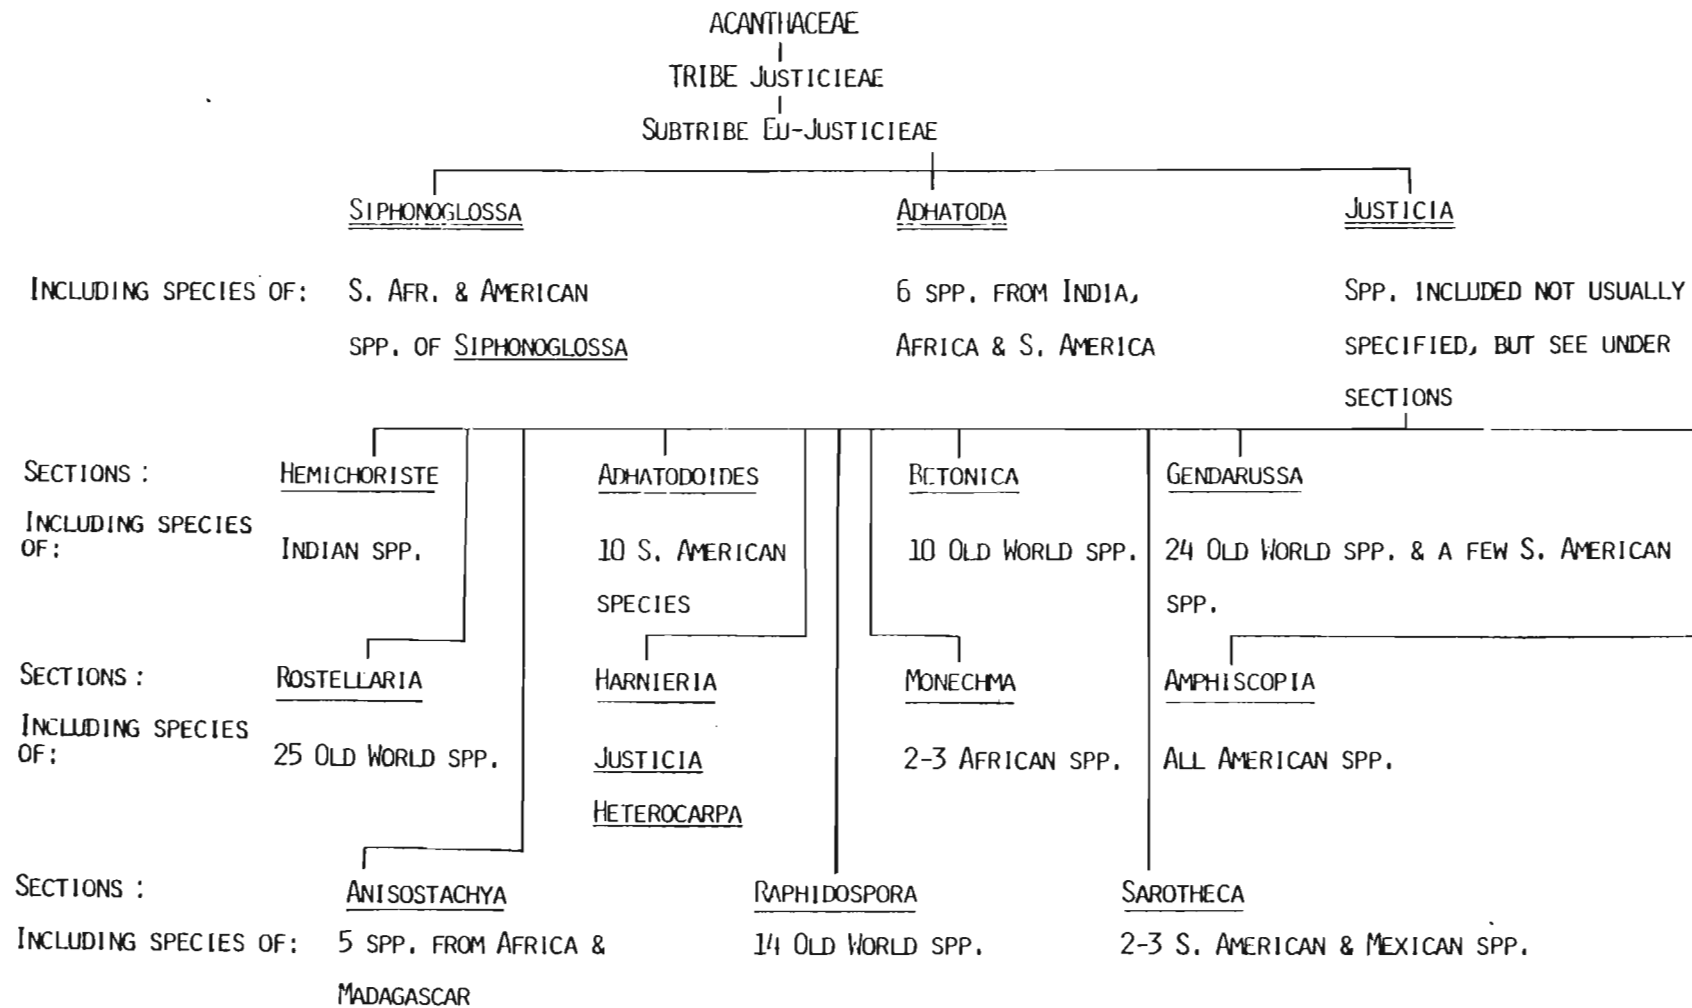 ACANTHACEAE
TRIBE JUSTICIEAE
SUBTRIBE EU-JUSTICIEAE
SIPHONOGLOSSA ADHATODA JUSTICIA
INCLUDING SPECIES OF: S. AFR. & AMERICAN 6 SPP. FROM INDIA, SPP. INCLUDED NOT USUALLY
SPP. OF SIPHONOGLOSSA AFRICA & S. AMERICA SPECIFIED, BUT SEE UNDER
SECTIONS
SECTIONS : HEMICHORISTE ADHATODOIDES BETONICA GENDARUSSA
INCLUDING SPECIES
OF: INDIAN SPP. 10 S. AMERICAN 10 OLD WORLD SPP. 24 OLD WORLD SPP. & A FEW S. AMERICAN
SPECIES SPP.
SECTIONS : ROSTELLARIA HARNIERIA MONECHMA AMPHISCOPIA
INCLUDING SPECIES
OF: 25 OLD WORLD SPP. JUSTICIA 2-3 AFRICAN SPP. ALL AMERICAN SPP.
HETEROCARPA
SECTIONS : ANISOSTACHYA RAPHIDOSPORA SAROTHECA
INCLUDING SPECIES OF: 5 SPP. FROM AFRICA & 14 OLD WORLD SPP. 2-3 S. AMERICAN & MEXICAN SPP.
MADAGASCAR